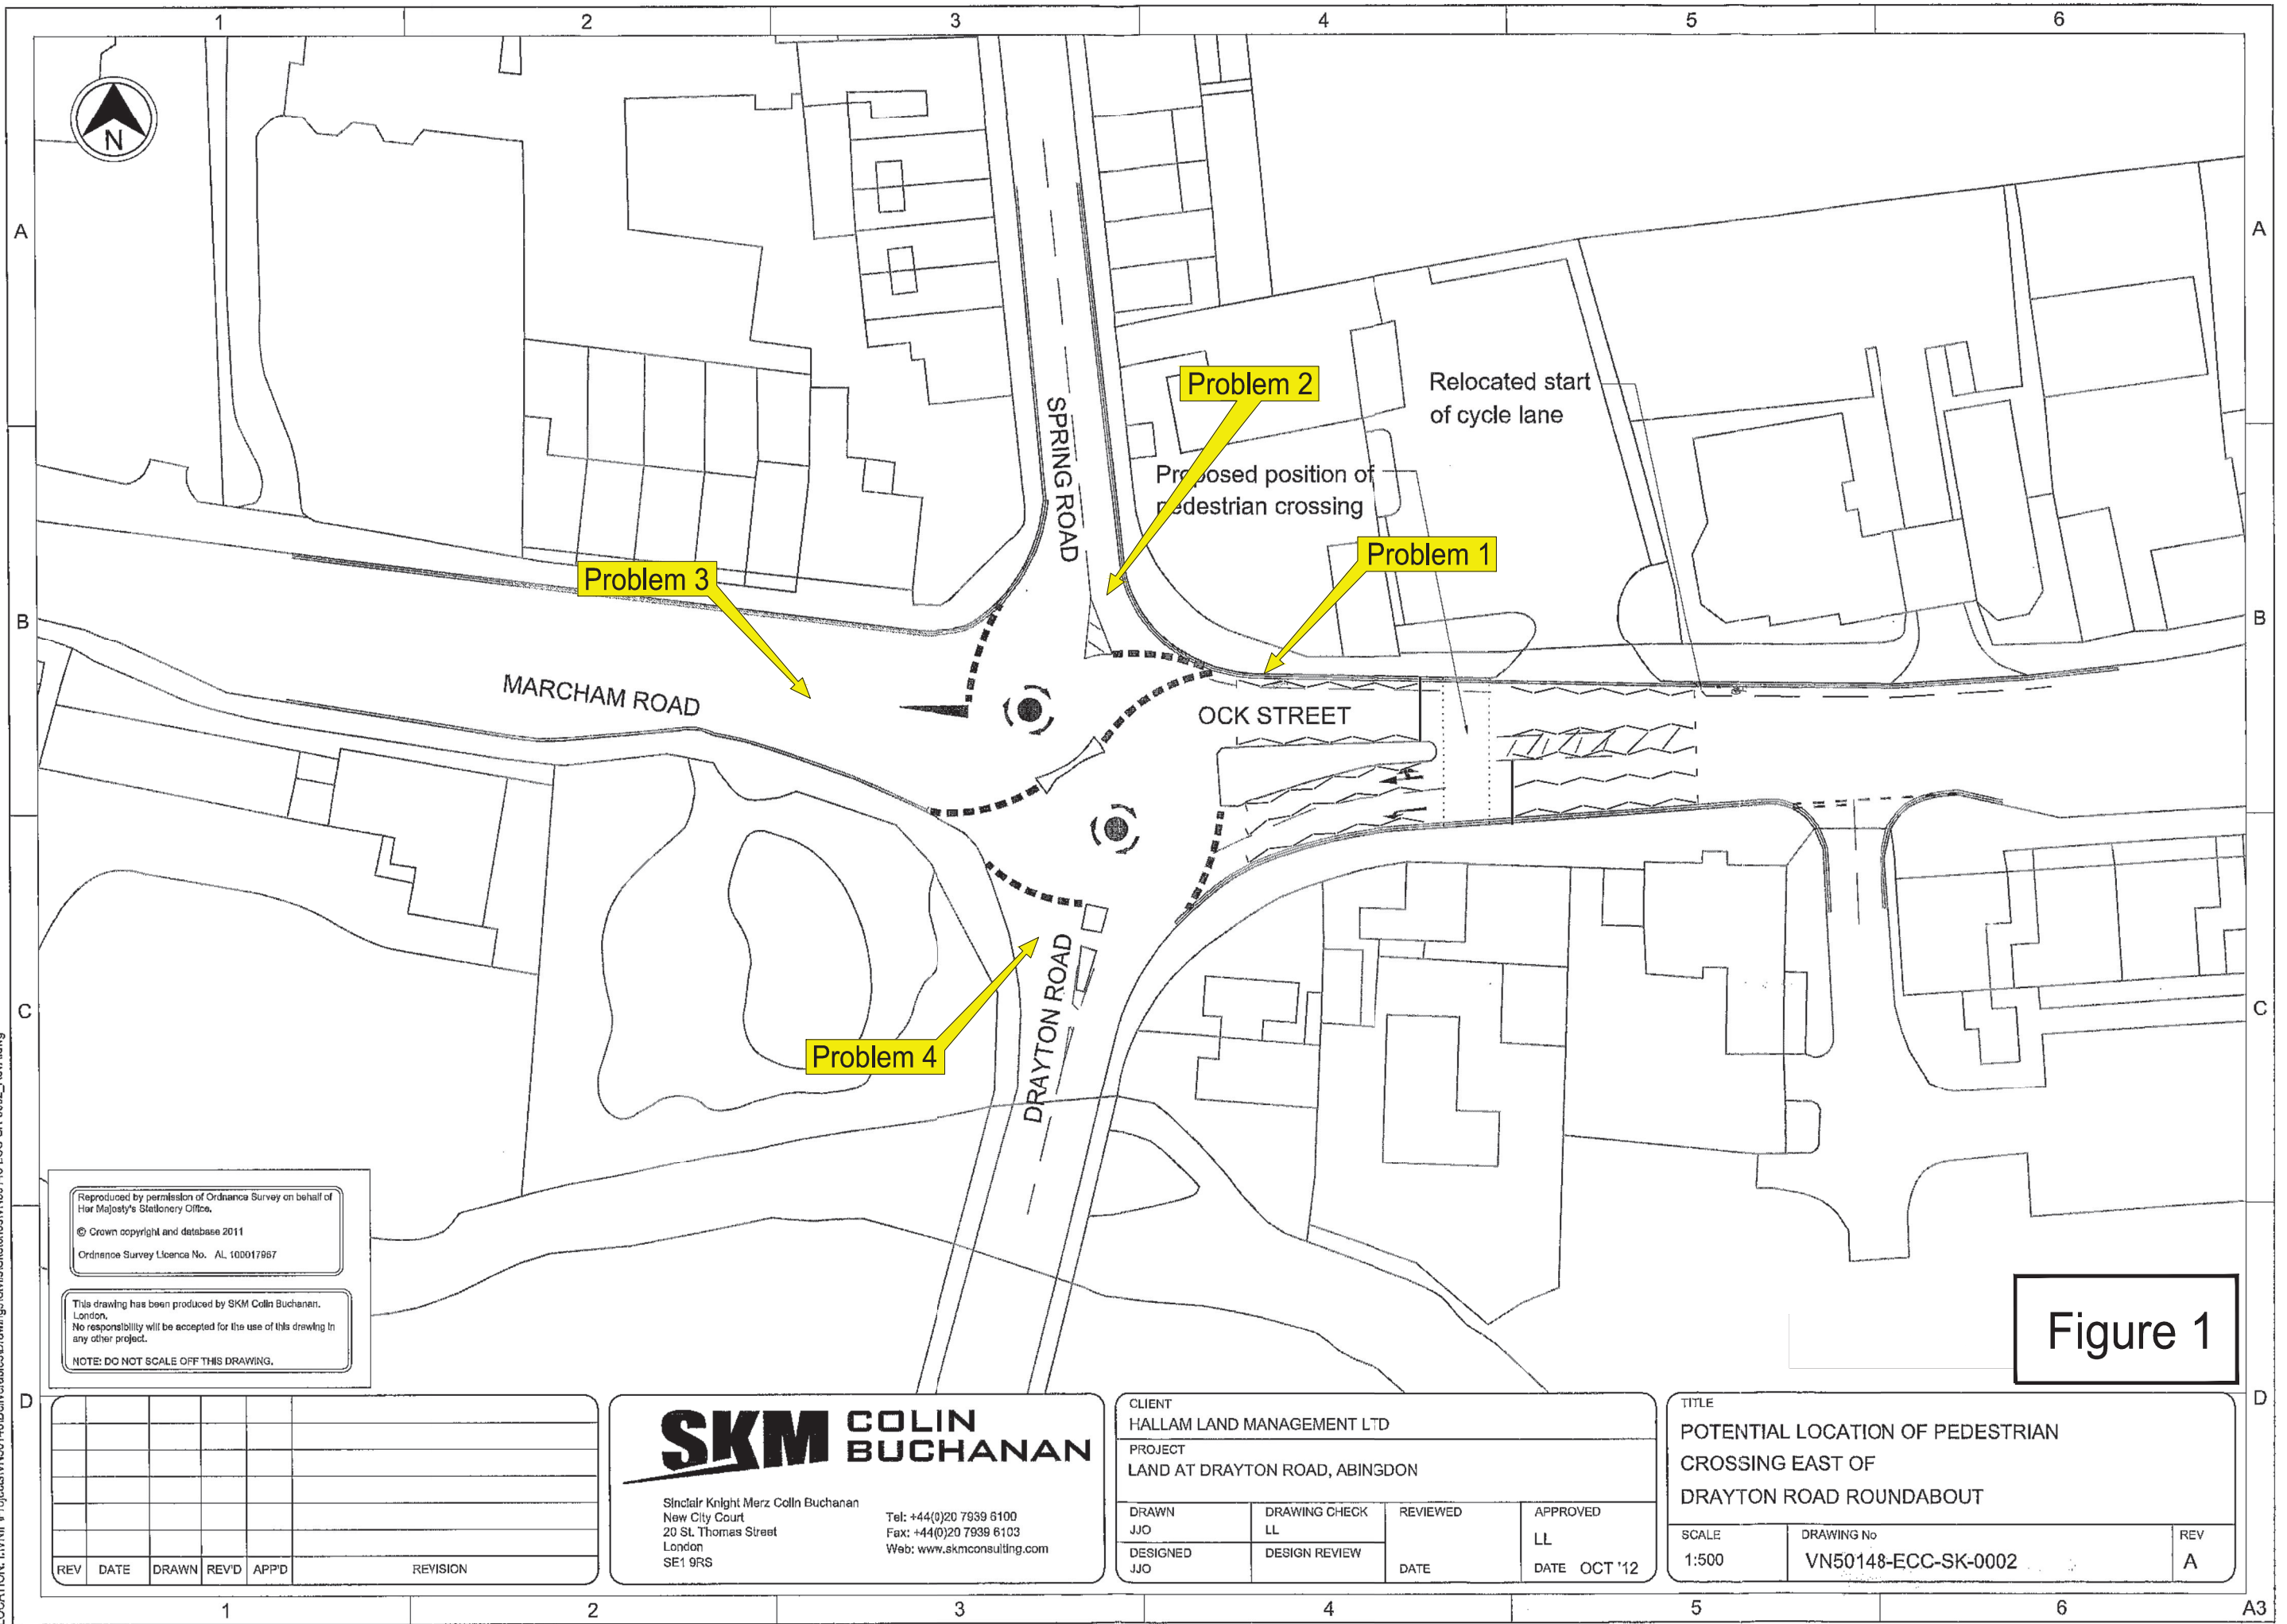 1 2 3 4 5 6
N
A A
Problem 2
Relocated start
of cycle lane
SPRING ROAD
Proposed position of
pedestrian crossing
Problem 1
Problem 3
B B
MARCHAM ROAD
OCK STREET
DRAYTON ROAD
Problem 4
C C
Reproduced by permission of Ordnance Survey on behalf of
Her Majesty's Stationery Office.
© Crown copyright and database 2011
Ordnance Survey Licence No. AL 100017967
This drawing has been produced by SKM Colin Buchanan.
London.
No responsibility will be accepted for the use of this drawing in
any other project.
NOTE: DO NOT SCALE OFF THIS DRAWING.
Figure 1
D D
REV DATE DRAWN REV'D APP'D REVISION
SKM COLIN
BUCHANAN
Sinclair Knight Merz Colin Buchanan
New City Court
20 St. Thomas Street
London
SE1 9RS
Tel: +44(0)20 7939 6100
Fax: +44(0)20 7939 6103
Web: www.skmconsulting.com
CLIENT
HALLAM LAND MANAGEMENT LTD
PROJECT
LAND AT DRAYTON ROAD, ABINGDON
DRAWN
JJO
DRAWING CHECK
LL
REVIEWED
APPROVED
LL
DESIGNED
JJO
DESIGN REVIEW
DATE
DATE OCT '12
TITLE
POTENTIAL LOCATION OF PEDESTRIAN
CROSSING EAST OF
DRAYTON ROAD ROUNDABOUT
SCALE
1:500
DRAWING No
VN50148-ECC-SK-0002
REV
A
1 2 3 4 5 6 A3